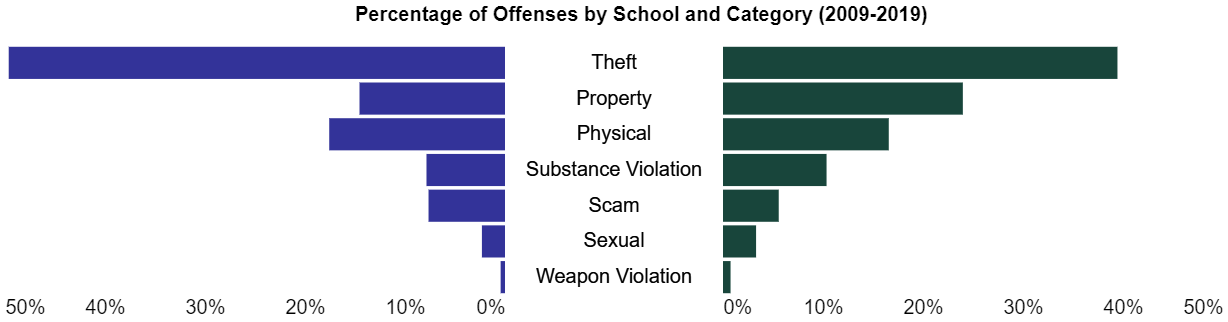 Percentage of Offenses by School and Category (2009-2019)
Theft
Property
Physical
Substance Violation
Scam
Sexual
Weapon Violation
50% 40% 30% 20% 10% 0% 0% 10% 20% 30% 40% 50%